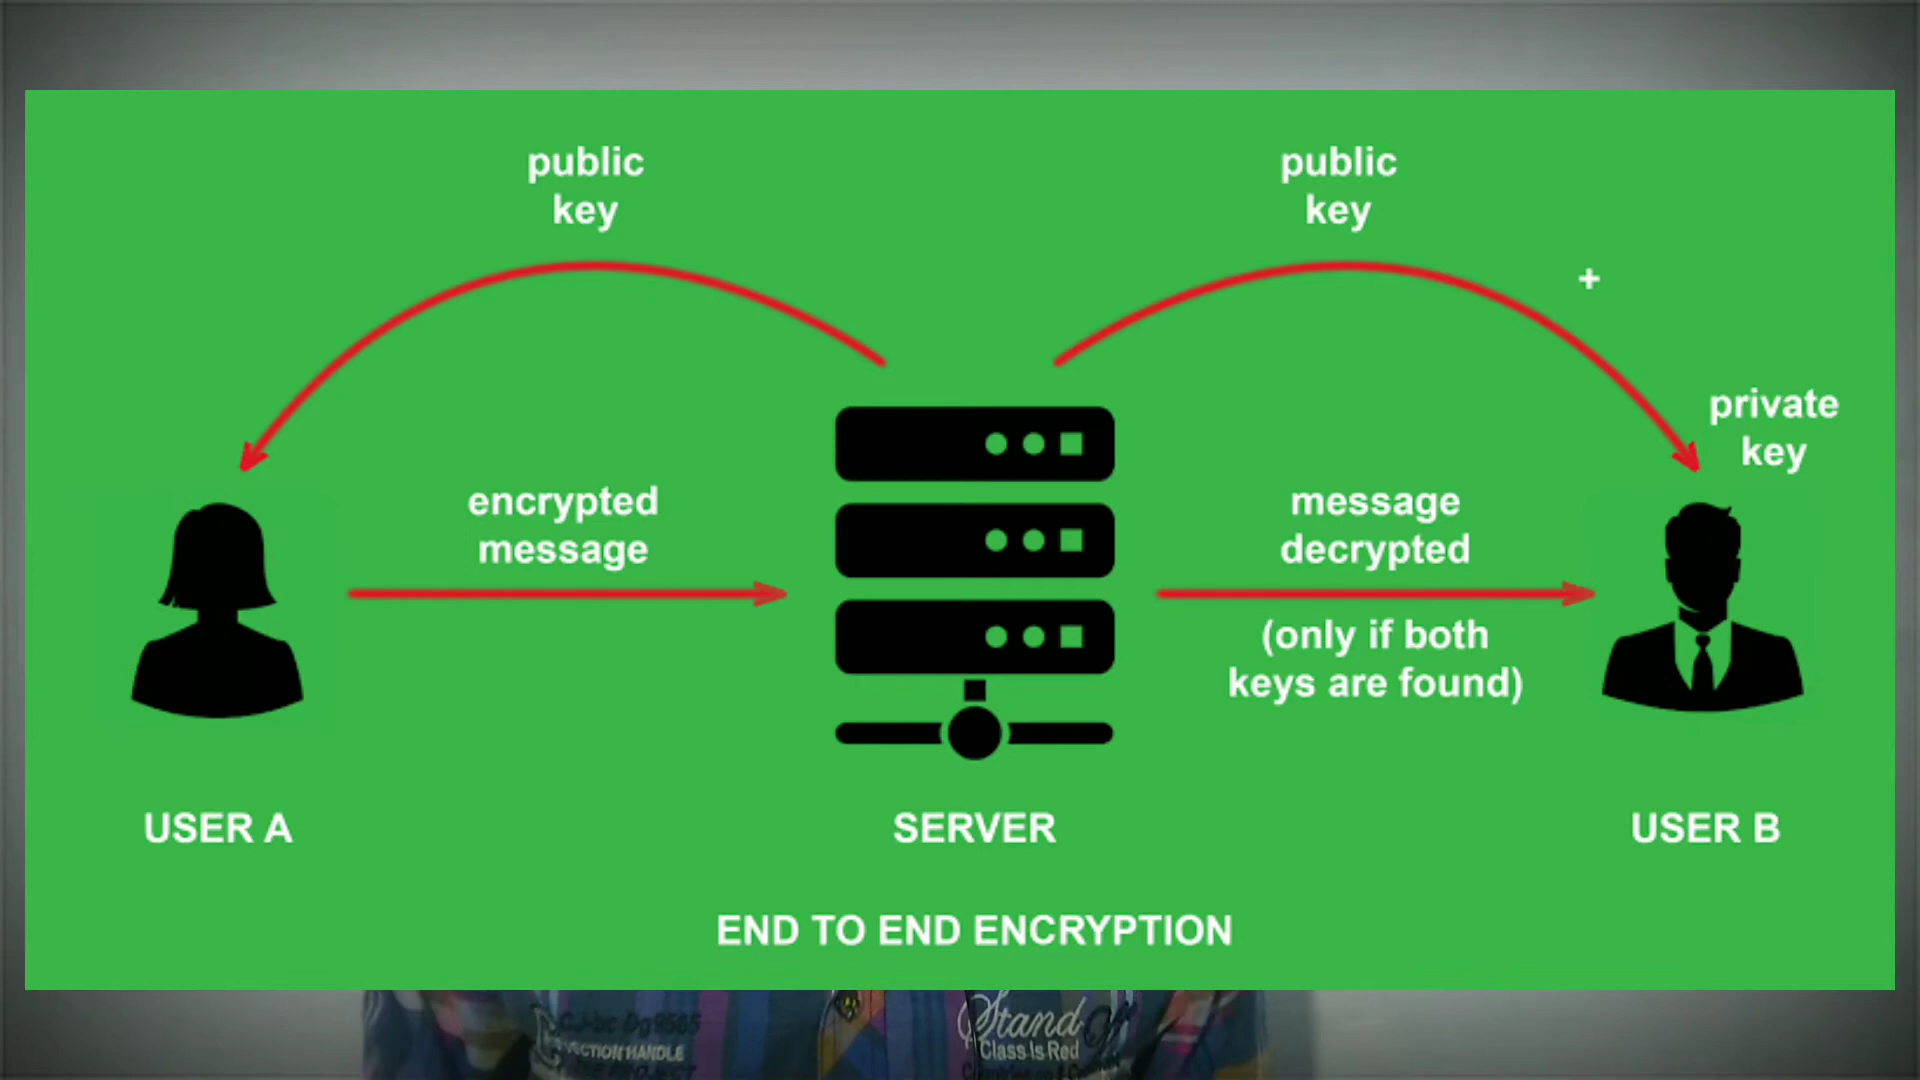 public
key
public
key
+
private
key
encrypted
message
message
decrypted
(only if both
keys are found)
USER A
SERVER
USER B
END TO END ENCRYPTION
Stand
Class Is Red
HANDLE